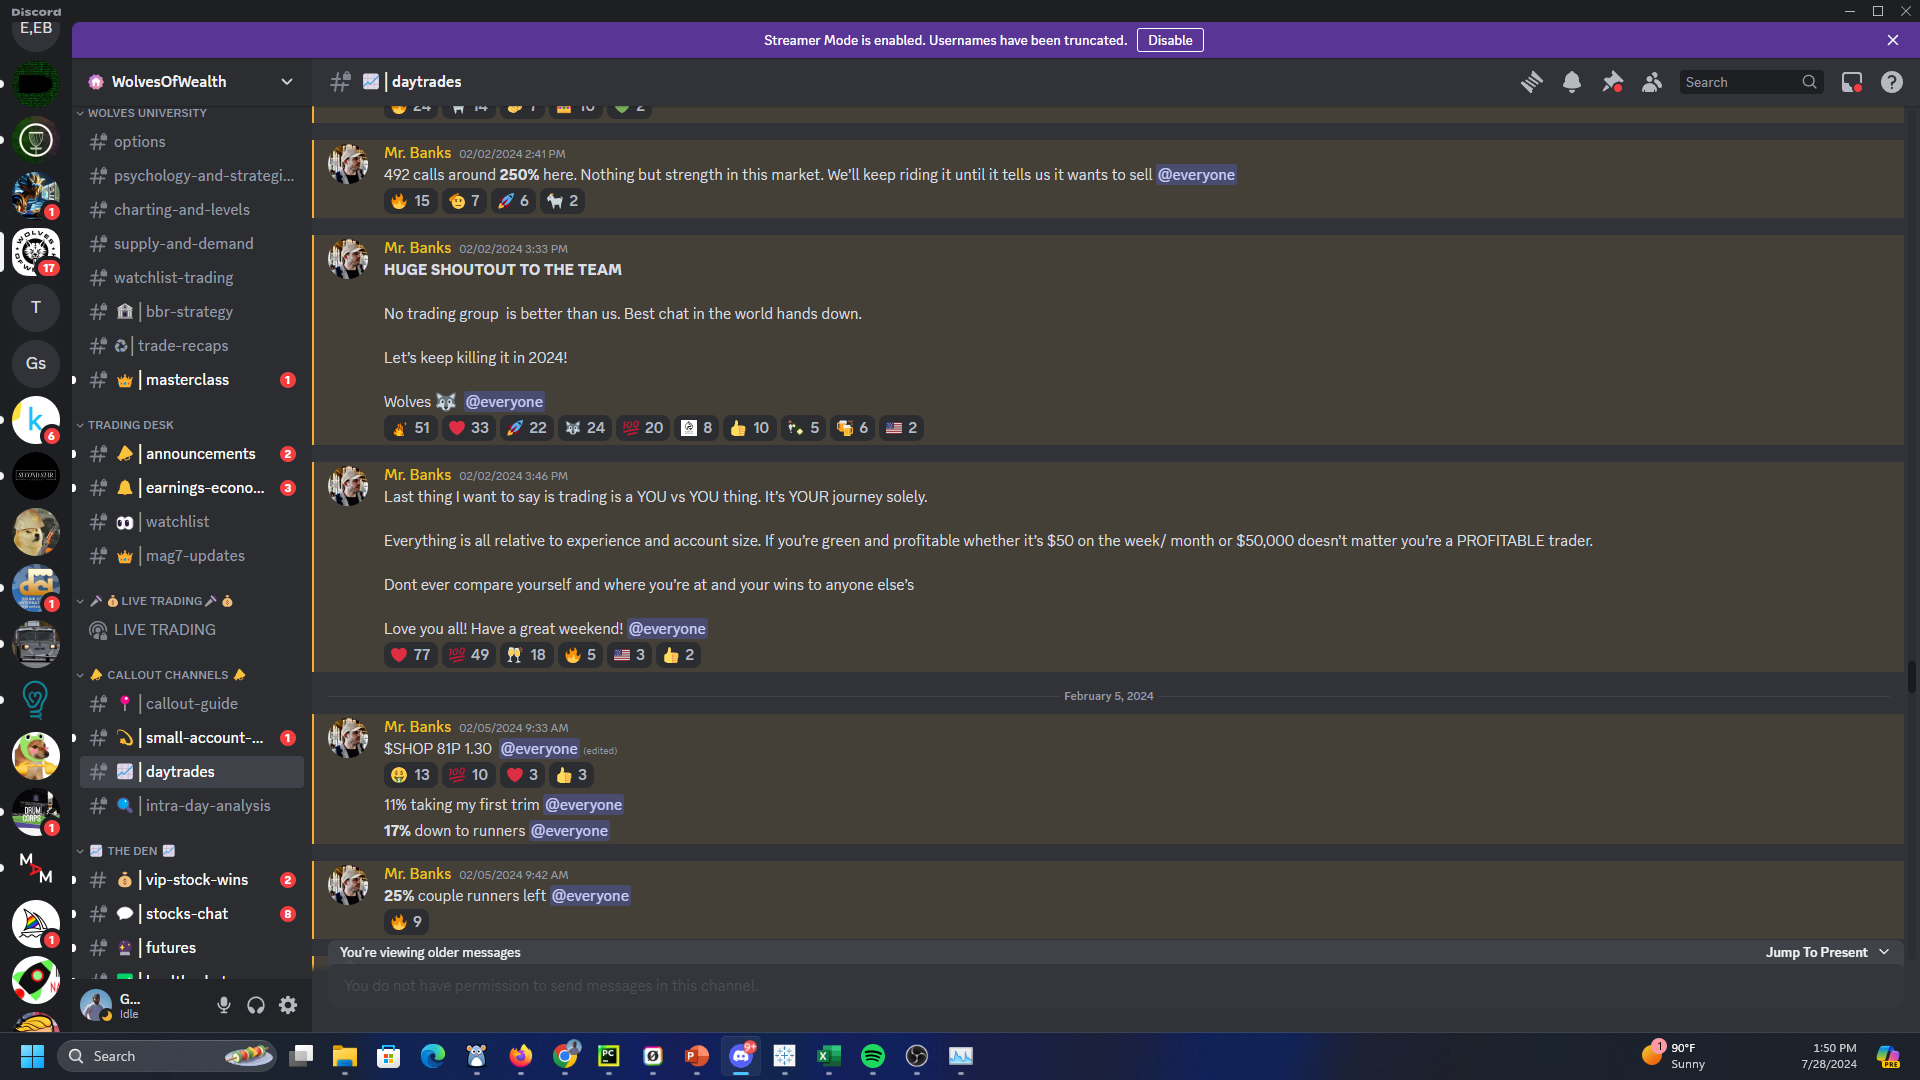 Discord
E,EB
Streamer Mode is enabled. Usernames have been truncated.
Disable
WolvesOfWealth
| daytrades
Search
WOLVES UNIVERSITY
options
psychology-and-strategi...
charting-and-levels
supply-and-demand
watchlist-trading
| bbr-strategy
| trade-recaps
| masterclass 1
TRADING DESK
| announcements 2
| earnings-econo... 3
| watchlist
| mag7-updates
LIVE TRADING
LIVE TRADING
CALLOUT CHANNELS
| callout-guide
| small-account-... 1
| daytrades
| intra-day-analysis
THE DEN
| vip-stock-wins 2
| stocks-chat 8
| futures
1
WOLVES
17
T
Gs
k
6
SECOND STAR
dci
1
DRUM
CORPS
1
M
A
M
1
24 14 7 10 2
Mr. Banks 02/02/2024 2:41 PM
492 calls around 250% here. Nothing but strength in this market. We’ll keep riding it until it tells us it wants to sell @everyone
15 7 6 2
Mr. Banks 02/02/2024 3:33 PM
HUGE SHOUTOUT TO THE TEAM
No trading group  is better than us. Best chat in the world hands down.
Let’s keep killing it in 2024!
Wolves @everyone
51 33 22 24 100 20 8 10 5 6 2
Mr. Banks 02/02/2024 3:46 PM
Last thing I want to say is trading is a YOU vs YOU thing. It’s YOUR journey solely.
Everything is all relative to experience and account size. If you’re green and profitable whether it’s $50 on the week/ month or $50,000 doesn’t matter you’re a PROFITABLE trader.
Dont ever compare yourself and where you’re at and your wins to anyone else’s
Love you all! Have a great weekend! @everyone
77 100 49 18 5 3 2
February 5, 2024
Mr. Banks 02/05/2024 9:33 AM
$SHOP 81P 1.30 @everyone (edited)
13 100 10 3 3
11% taking my first trim @everyone
17% down to runners @everyone
Mr. Banks 02/05/2024 9:42 AM
25% couple runners left @everyone
9
You're viewing older messages
Jump To Present
You do not have permission to send messages in this channel.
G...
Idle
Search
PC
9+
1
90°F
Sunny
1:50 PM
7/28/2024
PRE